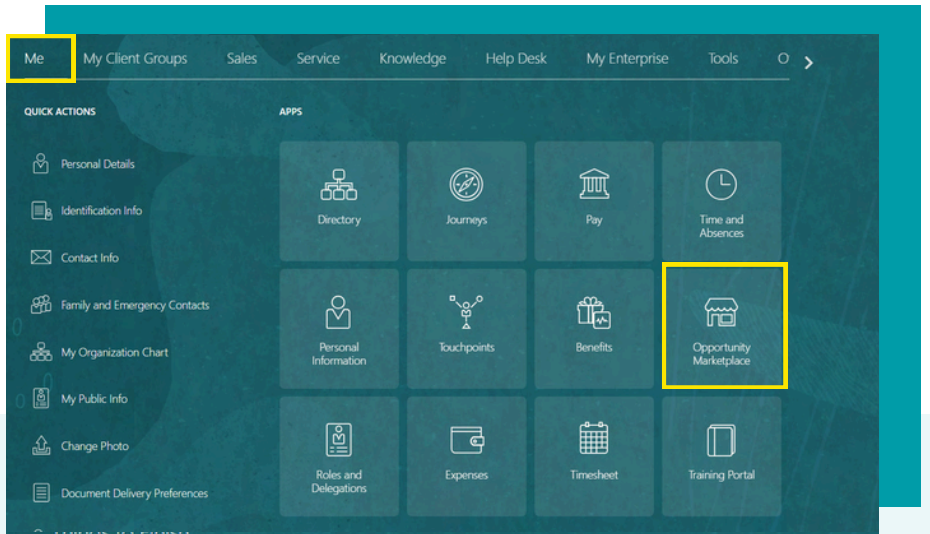 Me My Client Groups Sales Service Knowledge Help Desk My Enterprise Tools O
QUICK ACTIONS
APPS
Personal Details
Identification Info
Contact Info
Family and Emergency Contacts
My Organization Chart
My Public Info
Change Photo
Document Delivery Preferences
Directory
Journeys
Pay
Time and
Absences
Personal
Information
Touchpoints
Benefits
Opportunity
Marketplace
Roles and
Delegations
Expenses
Timesheet
Training Portal